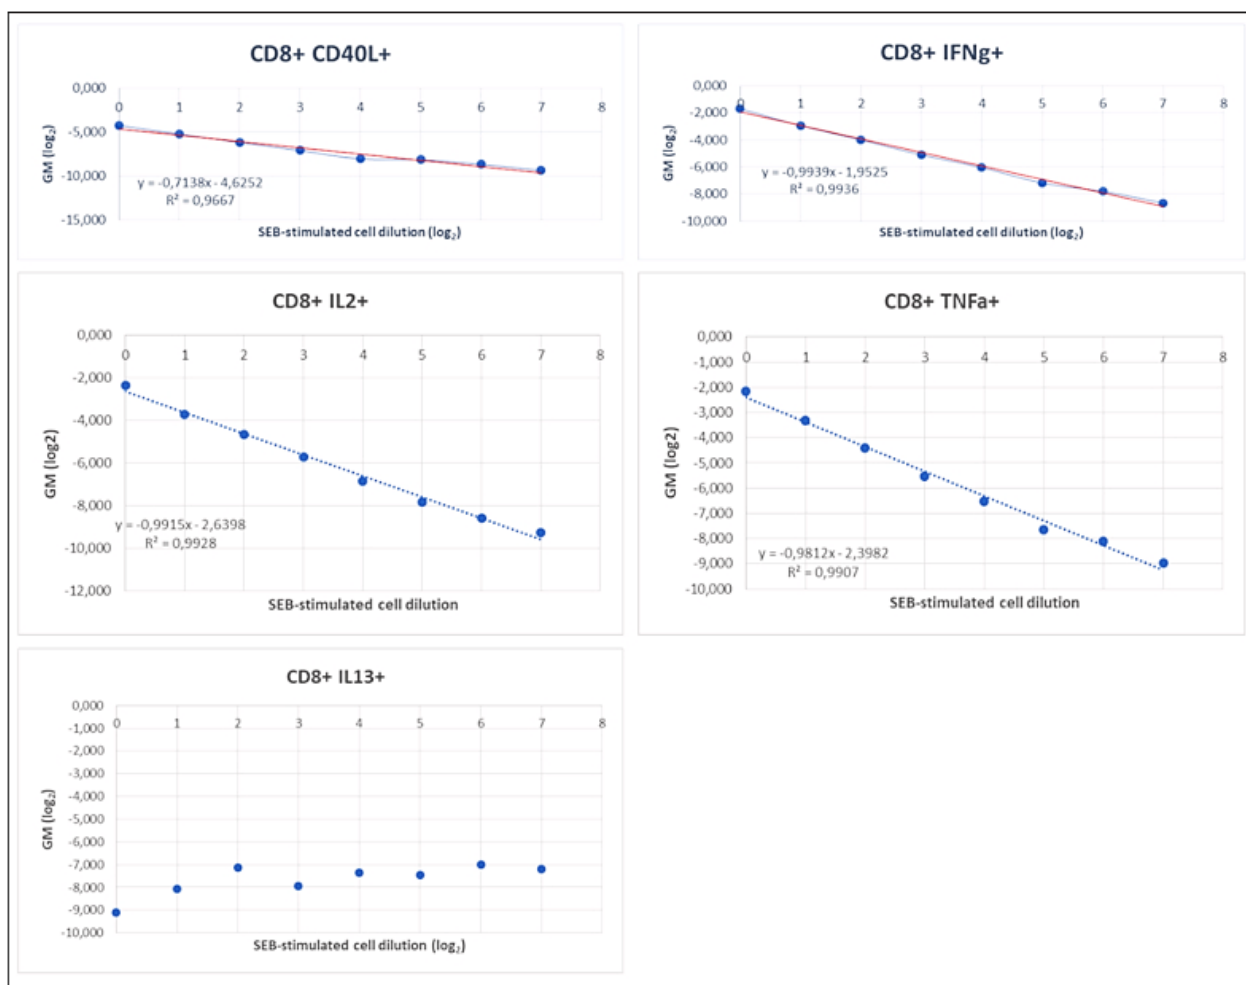 CD8+ CD40L+
0,000
0 1 2 3 4 5 6 7 8
-5,000
-10,000
-15,000
GM (log₂)
y = -0,7138x - 4,6252
R² = 0,9667
SEB-stimulated cell dilution (log₂)
CD8+ IFNg+
0,000
0 1 2 3 4 5 6 7 8
-2,000
-4,000
-6,000
-8,000
-10,000
GM (log₂)
y = -0,9939x - 1,9525
R² = 0,9936
SEB-stimulated cell dilution (log₂)
CD8+ IL2+
0,000
0 1 2 3 4 5 6 7 8
-2,000
-4,000
-6,000
-8,000
-10,000
-12,000
GM (log2)
y = -0,9915x - 2,6398
R² = 0,9928
SEB-stimulated cell dilution
CD8+ TNFa+
0,000
0 1 2 3 4 5 6 7 8
-1,000
-2,000
-3,000
-4,000
-5,000
-6,000
-7,000
-8,000
-9,000
-10,000
GM (log2)
y = -0,9812x - 2,3982
R² = 0,9907
SEB-stimulated cell dilution
CD8+ IL13+
0,000
0 1 2 3 4 5 6 7 8
-1,000
-2,000
-3,000
-4,000
-5,000
-6,000
-7,000
-8,000
-9,000
-10,000
GM (log₂)
SEB-stimulated cell dilution (log₂)